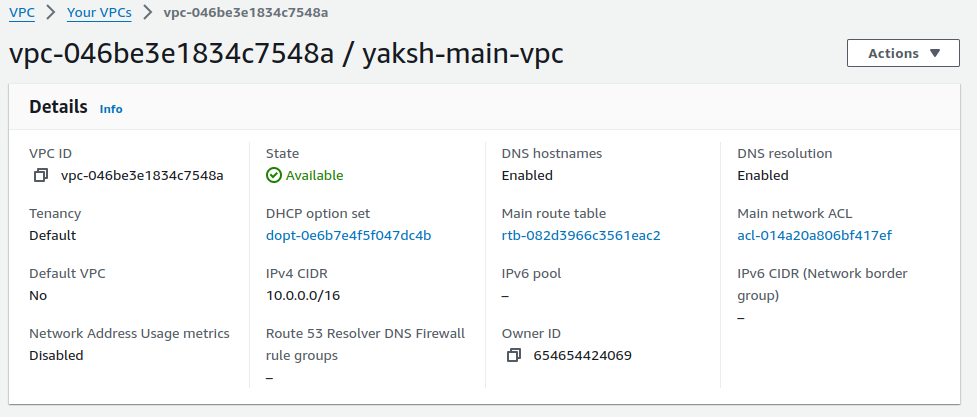 VPC > Your VPCs > vpc-046be3e1834c7548a
vpc-046be3e1834c7548a / yaksh-main-vpc
Actions
Details Info
VPC ID
vpc-046be3e1834c7548a
State
Available
DNS hostnames
Enabled
DNS resolution
Enabled
Tenancy
Default
DHCP option set
dopt-0e6b7e4f5f047dc4b
Main route table
rtb-082d3966c3561eac2
Main network ACL
acl-014a20a806bf417ef
Default VPC
No
IPv4 CIDR
10.0.0.0/16
IPv6 pool
–
IPv6 CIDR (Network border
group)
–
Network Address Usage metrics
Disabled
Route 53 Resolver DNS Firewall
rule groups
–
Owner ID
654654424069